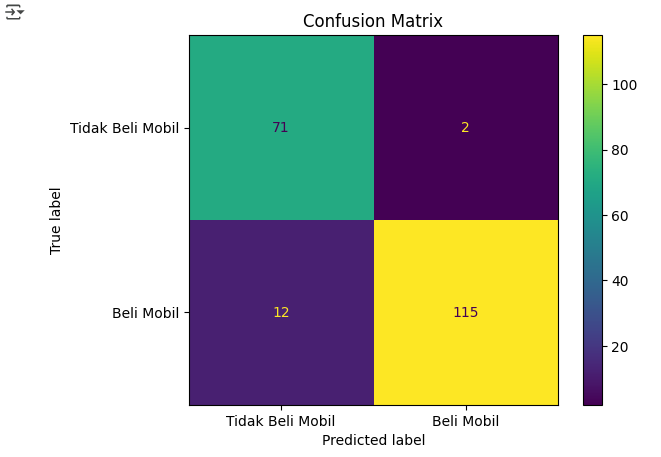 Confusion Matrix
Tidak Beli Mobil
71
2
Beli Mobil
12
115
True label
Tidak Beli Mobil
Beli Mobil
Predicted label
100
80
60
40
20